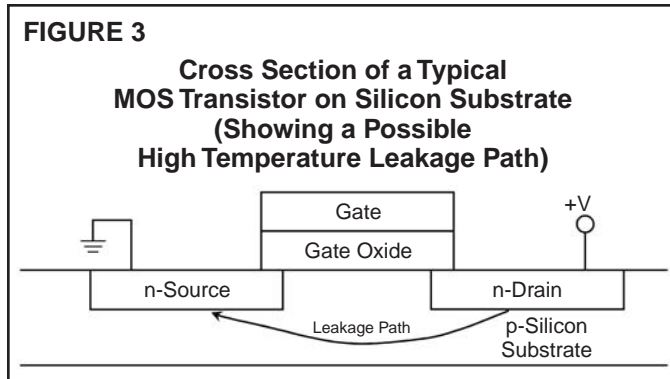 FIGURE 3
Cross Section of a Typical
MOS Transistor on Silicon Substrate
(Showing a Possible
High Temperature Leakage Path)
Gate
+V
Gate Oxide
n-Source
n-Drain
Leakage Path
p-Silicon
Substrate